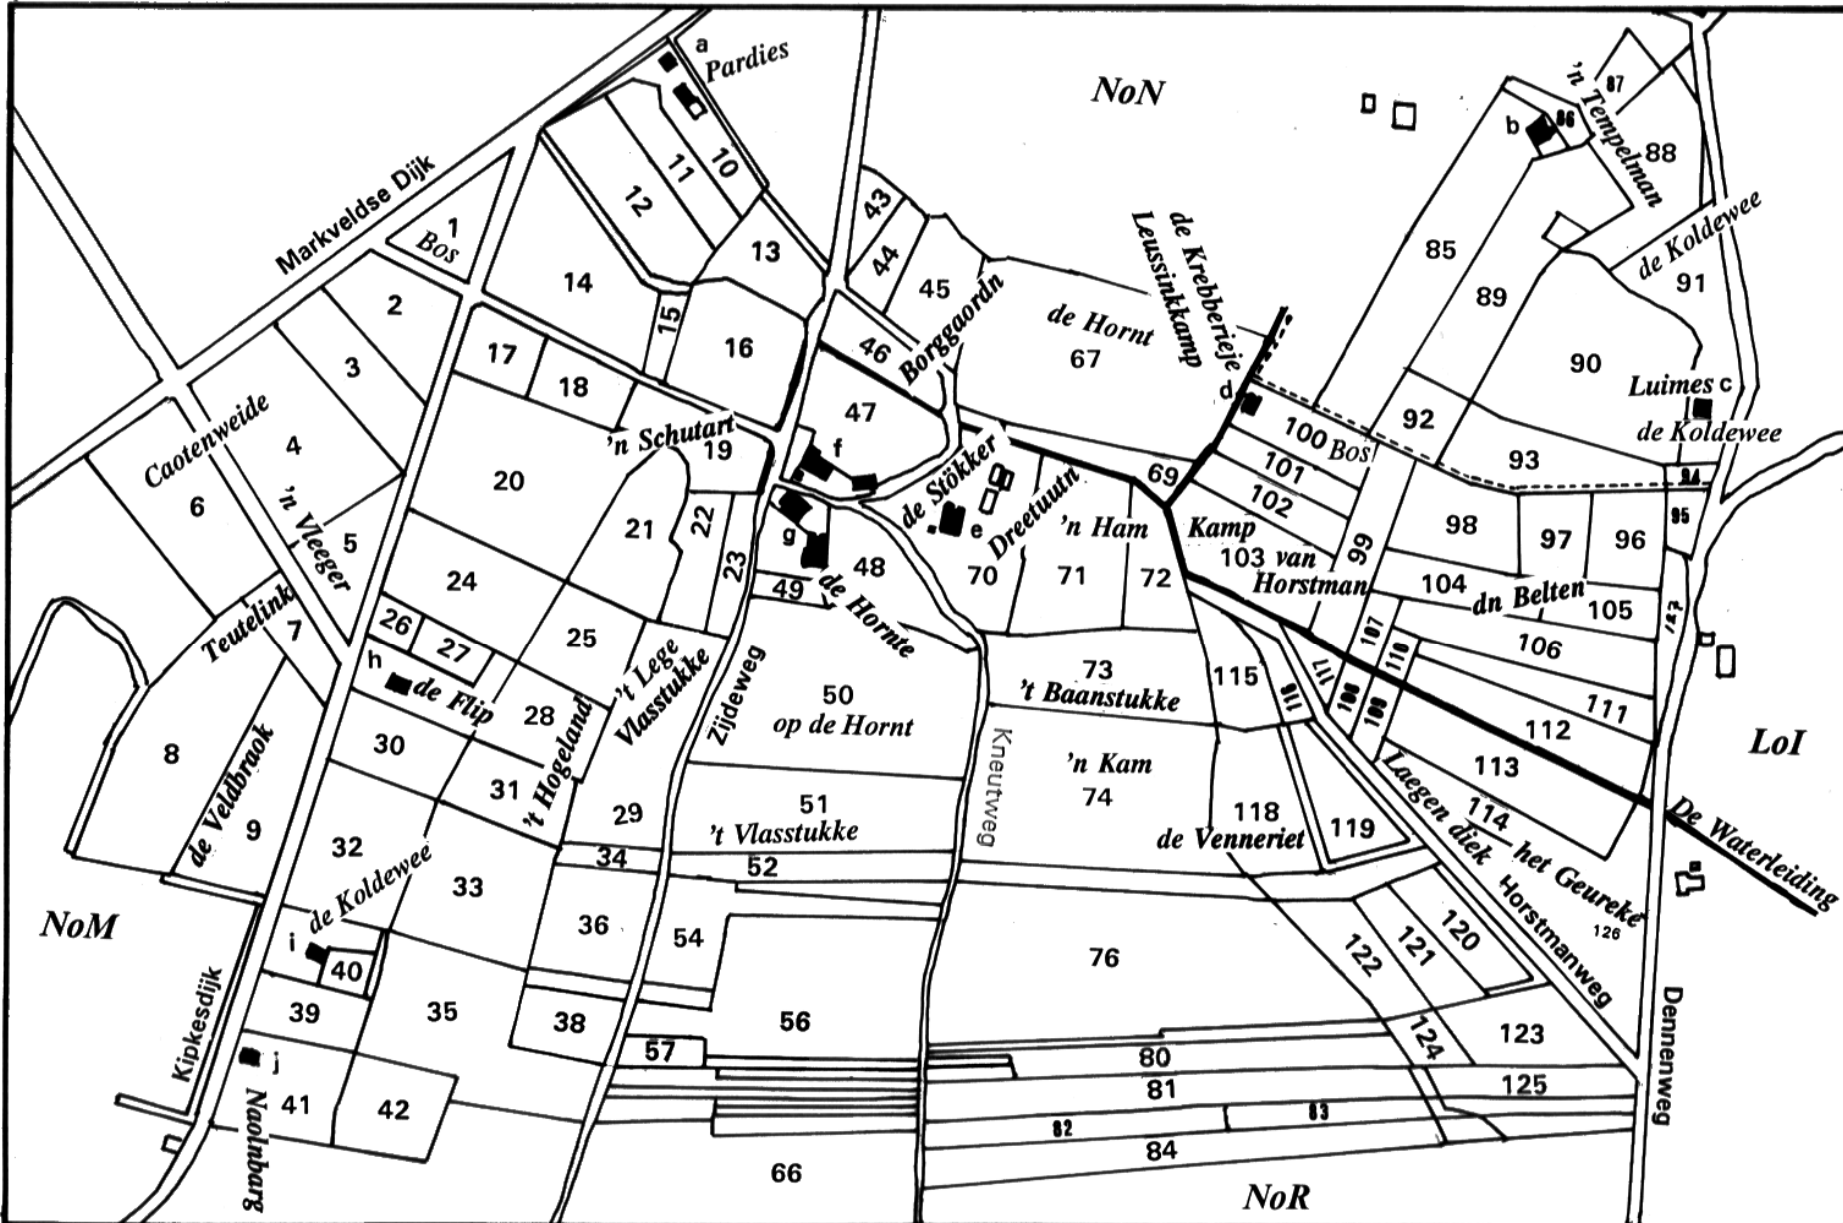 a
Pardies
NoN
'n Tempelman
87
86
b
88
Markveldse Dijk
1
Bos
10
11
12
13
14
15
16
43
44
45
Borggaordn
46
47
de Hornt
67
de Krebberieje
Leussinkkamp
d
85
89
de Koldewee
91
90
Luimes c
de Koldewee
2
3
4
Caotenweide
6
'n Vleeger
5
17
18
'n Schutart
19
20
21
22
23
f
g
48
49
de Hornte
de Stökker
e
Dreetuutn
70
'n Ham
71
72
69
100 Bos
101
102
Kamp
103 van
Horstman
99
92
93
94
95
96
97
98
104
dn Belten
105
106
107
108
109
110
111
112
113
114
117
127
Teutelink
7
24
25
26
27
h
de Flip
28
't Hogeland
't Lege
Vlasstukke
Zijdeweg
50
op de Hornt
73
't Baanstukke
115
116
Kneutweg
'n Kam
74
118
de Venneriet
119
Laegen diek
het Geureke
126
LoI
De Waterleiding
8
de Veldbraok
9
30
31
29
51
't Vlasstukke
52
34
32
33
de Koldewee
i
40
36
54
76
122
121
120
Horstmanweg
NoM
Kipkesdijk
39
35
38
56
57
j
Naolnbarg
41
42
80
81
82
83
84
124
123
125
Dennenweg
66
NoR